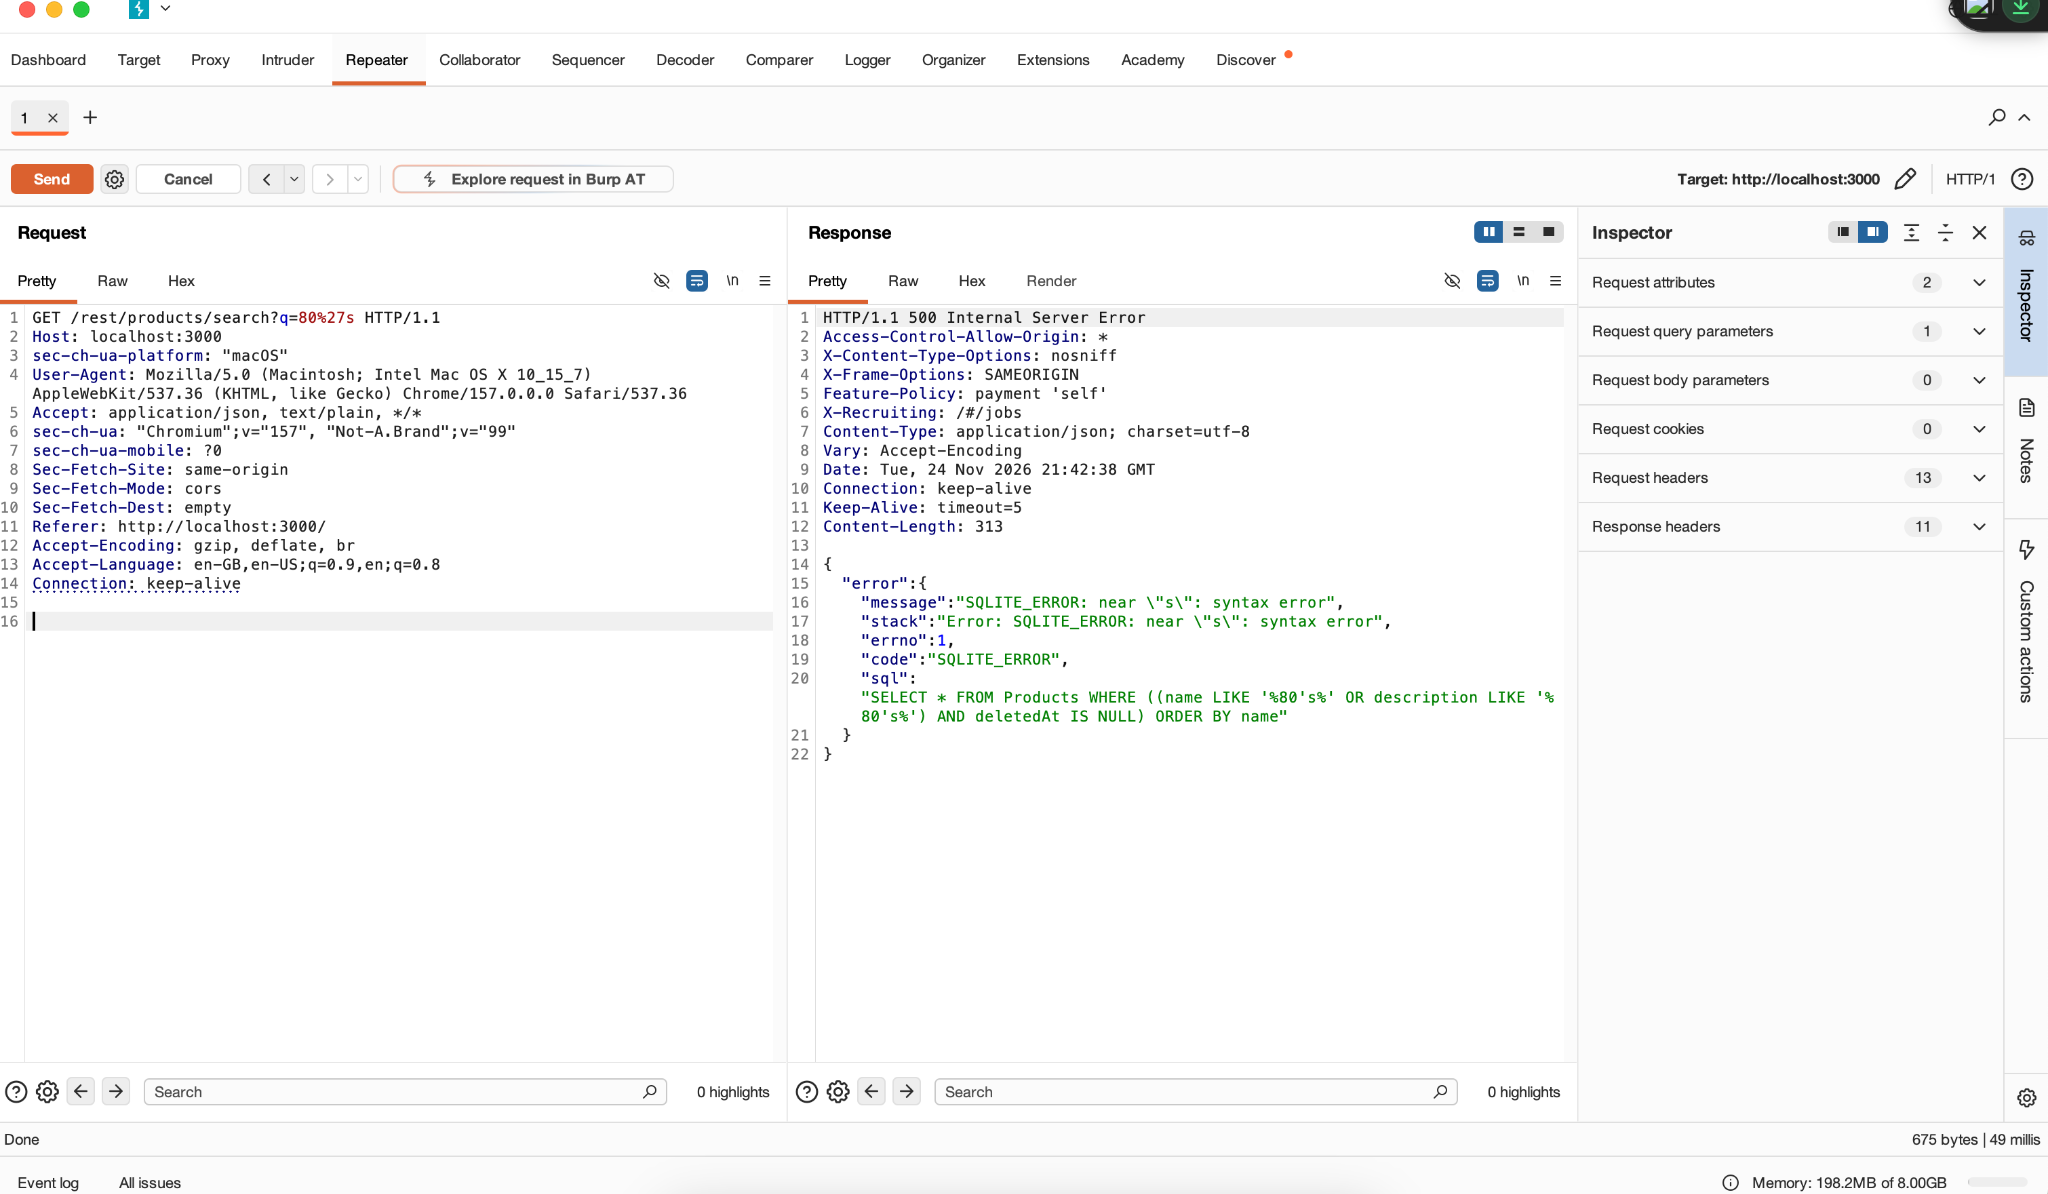 Dashboard Target Proxy Intruder Repeater Collaborator Sequencer Decoder Comparer Logger Organizer Extensions Academy Discover
1
Send Cancel Explore request in Burp AT Target: http://localhost:3000 HTTP/1
Request
Pretty Raw Hex \n
1 GET /rest/products/search?q=80%27s HTTP/1.1
2 Host: localhost:3000
3 sec-ch-ua-platform: "macOS"
4 User-Agent: Mozilla/5.0 (Macintosh; Intel Mac OS X 10_15_7)
AppleWebKit/537.36 (KHTML, like Gecko) Chrome/157.0.0.0 Safari/537.36
5 Accept: application/json, text/plain, */*
6 sec-ch-ua: "Chromium";v="157", "Not-A.Brand";v="99"
7 sec-ch-ua-mobile: ?0
8 Sec-Fetch-Site: same-origin
9 Sec-Fetch-Mode: cors
10 Sec-Fetch-Dest: empty
11 Referer: http://localhost:3000/
12 Accept-Encoding: gzip, deflate, br
13 Accept-Language: en-GB,en-US;q=0.9,en;q=0.8
14 Connection: keep-alive
15
16
Search 0 highlights
Response
Pretty Raw Hex Render \n
1 HTTP/1.1 500 Internal Server Error
2 Access-Control-Allow-Origin: *
3 X-Content-Type-Options: nosniff
4 X-Frame-Options: SAMEORIGIN
5 Feature-Policy: payment 'self'
6 X-Recruiting: /#/jobs
7 Content-Type: application/json; charset=utf-8
8 Vary: Accept-Encoding
9 Date: Tue, 24 Nov 2026 21:42:38 GMT
10 Connection: keep-alive
11 Keep-Alive: timeout=5
12 Content-Length: 313
13
14 {
15 "error":{
16 "message":"SQLITE_ERROR: near \"s\": syntax error",
17 "stack":"Error: SQLITE_ERROR: near \"s\": syntax error",
18 "errno":1,
19 "code":"SQLITE_ERROR",
20 "sql":
"SELECT * FROM Products WHERE ((name LIKE '%80's%' OR description LIKE '%
80's%') AND deletedAt IS NULL) ORDER BY name"
21 }
22 }
Search 0 highlights
Inspector
Request attributes 2
Request query parameters 1
Request body parameters 0
Request cookies 0
Request headers 13
Response headers 11
Inspector
Notes
Custom actions
Done 675 bytes | 49 millis
Event log All issues Memory: 198.2MB of 8.00GB